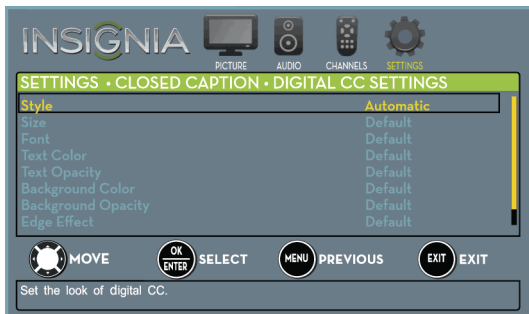 INSIGNIA
PICTURE AUDIO CHANNELS SETTINGS
SETTINGS • CLOSED CAPTION • DIGITAL CC SETTINGS
Style Automatic
Size Default
Font Default
Text Color Default
Text Opacity Default
Background Color Default
Background Opacity Default
Edge Effect Default
MOVE OK ENTER SELECT MENU PREVIOUS EXIT EXIT
Set the look of digital CC.